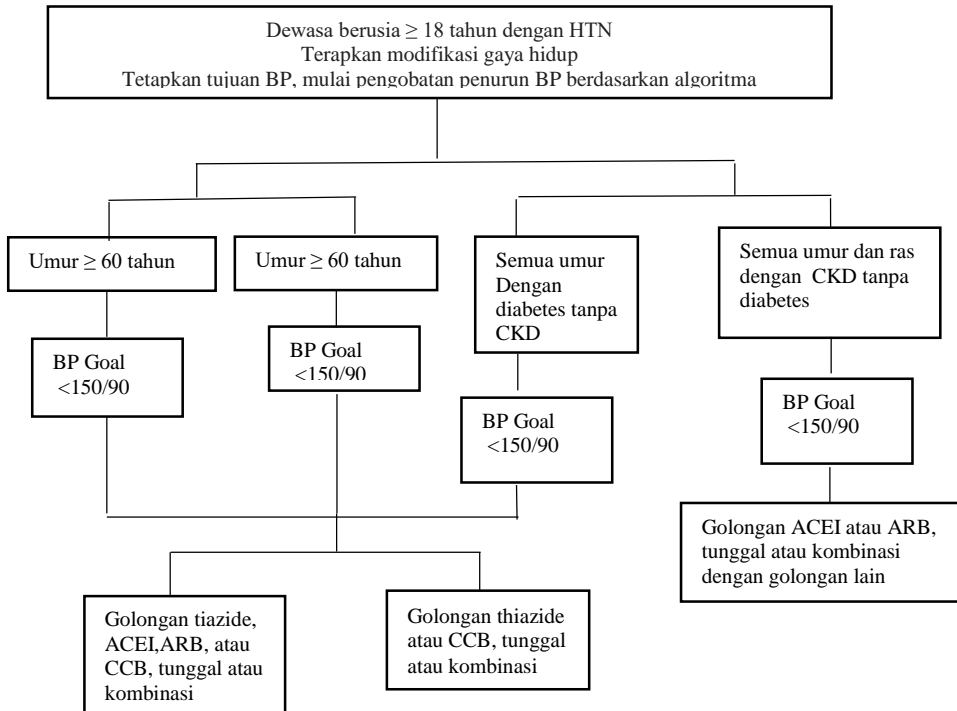 Dewasa berusia ≥ 18 tahun dengan HTN
Terapkan modifikasi gaya hidup
Tetapkan tujuan BP, mulai pengobatan penurun BP berdasarkan algoritma
Umur ≥ 60 tahun
Umur ≥ 60 tahun
Semua umur
Dengan
diabetes tanpa
CKD
Semua umur dan ras
dengan CKD tanpa
diabetes
BP Goal
<150/90
BP Goal
<150/90
BP Goal
<150/90
BP Goal
<150/90
Golongan tiazide,
ACEI,ARB, atau
CCB, tunggal atau
kombinasi
Golongan thiazide
atau CCB, tunggal
atau kombinasi
Golongan ACEI atau ARB,
tunggal atau kombinasi
dengan golongan lain